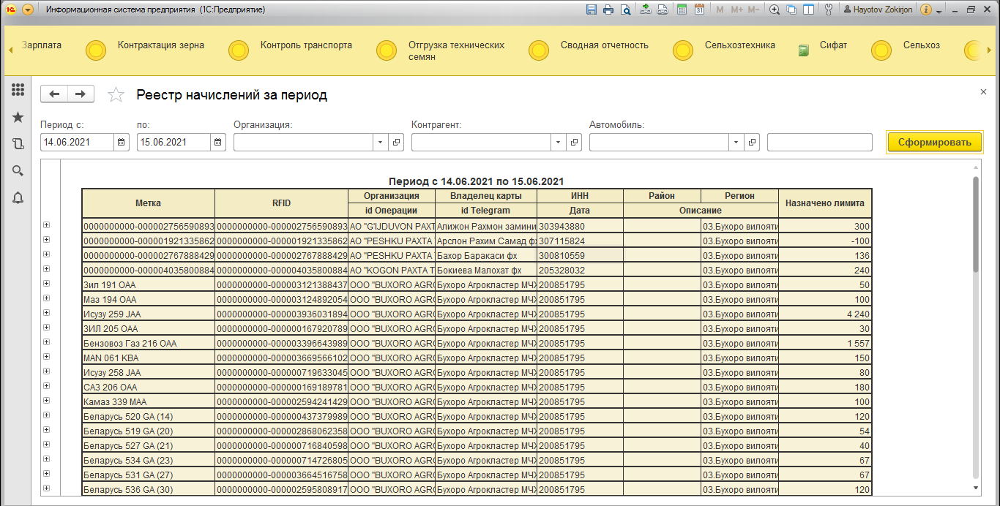 Информационная система предприятия (1С:Предприятие)
M M+ M- Hayotov Zokirjon
Зарплата Контрактация зерна Контроль транспорта Отгрузка технических семян Сводная отчетность Сельхозтехника Сифат Сельхоз
Реестр начислений за период
Период с: по: Организация: Контрагент: Автомобиль:
14.06.2021 15.06.2021 Сформировать
Период с 14.06.2021 по 15.06.2021
Метка RFID Организация Владелец карты ИНН Район Регион Назначено лимита
id Операции id Telegram Дата Описание
0000000000-000002756590893 0000000000-000002756590893 АО "G'IJDUVON PAXT Алижон Рахмон замини 303943880 03.Бухоро вилояти 300
0000000000-000001921335862 0000000000-000001921335862 АО "PESHKU PAXTA Арслон Рахим Самад фх 307115824 03.Бухоро вилояти -100
0000000000-000002767888429 0000000000-000002767888429 АО "PESHKU PAXTA Бахор Баракаси фх 300810559 03.Бухоро вилояти 136
0000000000-000004035800884 0000000000-000004035800884 АО "KOGON PAXTA T Бокиева Малохат фх 205328032 03.Бухоро вилояти 240
Зил 191 ОАА 0000000000-000003121388437 ООО "BUXORO AGRO Бухоро Агрокластер МЧХ 200851795 03.Бухоро вилояти 50
Маз 194 ОАА 0000000000-000003124892054 ООО "BUXORO AGRO Бухоро Агрокластер МЧХ 200851795 03.Бухоро вилояти 100
Исузу 259 JAA 0000000000-000003936031894 ООО "BUXORO AGRO Бухоро Агрокластер МЧХ 200851795 03.Бухоро вилояти 4 240
ЗИЛ 205 ОАА 0000000000-000000167920789 ООО "BUXORO AGRO Бухоро Агрокластер МЧХ 200851795 03.Бухоро вилояти 30
Бензовоз Газ 216 ОАА 0000000000-000003396643989 ООО "BUXORO AGRO Бухоро Агрокластер МЧХ 200851795 03.Бухоро вилояти 1 557
MAN 061 KBA 0000000000-000003669566102 ООО "BUXORO AGRO Бухоро Агрокластер МЧХ 200851795 03.Бухоро вилояти 150
Исузу 258 JAA 0000000000-000000719633045 ООО "BUXORO AGRO Бухоро Агрокластер МЧХ 200851795 03.Бухоро вилояти 80
САЗ 206 ОАА 0000000000-000000169189781 ООО "BUXORO AGRO Бухоро Агрокластер МЧХ 200851795 03.Бухоро вилояти 180
Камаз 339 МАА 0000000000-000002594241429 ООО "BUXORO AGRO Бухоро Агрокластер МЧХ 200851795 03.Бухоро вилояти 100
Беларусь 520 GA (14) 0000000000-000000437379989 ООО "BUXORO AGRO Бухоро Агрокластер МЧХ 200851795 03.Бухоро вилояти 120
Беларусь 519 GA (20) 0000000000-000002868062358 ООО "BUXORO AGRO Бухоро Агрокластер МЧХ 200851795 03.Бухоро вилояти 54
Беларусь 527 GA (21) 0000000000-000000716840598 ООО "BUXORO AGRO Бухоро Агрокластер МЧХ 200851795 03.Бухоро вилояти 40
Беларусь 534 GA (23) 0000000000-000000714726805 ООО "BUXORO AGRO Бухоро Агрокластер МЧХ 200851795 03.Бухоро вилояти 67
Беларусь 531 GA (27) 0000000000-000003664516758 ООО "BUXORO AGRO Бухоро Агрокластер МЧХ 200851795 03.Бухоро вилояти 67
Беларусь 536 GA (30) 0000000000-000002595808917 ООО "BUXORO AGRO Бухоро Агрокластер МЧХ 200851795 03.Бухоро вилояти 120